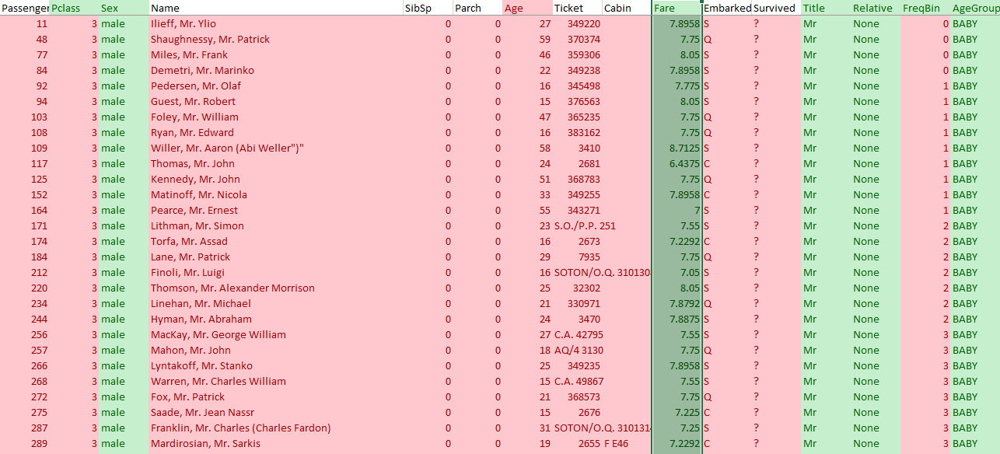 Passenger Pclass Sex Name SibSp Parch Age Ticket Cabin Fare Embarked Survived Title Relative FreqBin AgeGroup
11 3 male Ilieff, Mr. Ylio 0 0 27 349220 7.8958 S ? Mr None 0 BABY
48 3 male Shaughnessy, Mr. Patrick 0 0 59 370374 7.75 Q ? Mr None 0 BABY
77 3 male Miles, Mr. Frank 0 0 46 359306 8.05 S ? Mr None 0 BABY
84 3 male Demetri, Mr. Marinko 0 0 22 349238 7.8958 S ? Mr None 0 BABY
92 3 male Pedersen, Mr. Olaf 0 0 16 345498 7.775 S ? Mr None 1 BABY
94 3 male Guest, Mr. Robert 0 0 15 376563 8.05 S ? Mr None 1 BABY
103 3 male Foley, Mr. William 0 0 47 365235 7.75 Q ? Mr None 1 BABY
108 3 male Ryan, Mr. Edward 0 0 16 383162 7.75 Q ? Mr None 1 BABY
109 3 male Willer, Mr. Aaron (Abi Weller")" 0 0 58 3410 8.7125 S ? Mr None 1 BABY
117 3 male Thomas, Mr. John 0 0 24 2681 6.4375 C ? Mr None 1 BABY
125 3 male Kennedy, Mr. John 0 0 51 368783 7.75 Q ? Mr None 1 BABY
152 3 male Matinoff, Mr. Nicola 0 0 33 349255 7.8958 C ? Mr None 1 BABY
164 3 male Pearce, Mr. Ernest 0 0 55 343271 7 S ? Mr None 1 BABY
171 3 male Lithman, Mr. Simon 0 0 23 S.O./P.P. 251 7.55 S ? Mr None 2 BABY
174 3 male Torfa, Mr. Assad 0 0 16 2673 7.2292 C ? Mr None 2 BABY
184 3 male Lane, Mr. Patrick 0 0 29 7935 7.75 Q ? Mr None 2 BABY
212 3 male Finoli, Mr. Luigi 0 0 16 SOTON/O.Q. 310130 7.05 S ? Mr None 2 BABY
220 3 male Thomson, Mr. Alexander Morrison 0 0 25 32302 8.05 S ? Mr None 2 BABY
234 3 male Linehan, Mr. Michael 0 0 21 330971 7.8792 Q ? Mr None 2 BABY
244 3 male Hyman, Mr. Abraham 0 0 24 3470 7.8875 S ? Mr None 2 BABY
256 3 male MacKay, Mr. George William 0 0 27 C.A. 42795 7.55 S ? Mr None 3 BABY
257 3 male Mahon, Mr. John 0 0 18 AQ/4 3130 7.75 Q ? Mr None 3 BABY
266 3 male Lyntakoff, Mr. Stanko 0 0 25 349235 7.8958 S ? Mr None 3 BABY
268 3 male Warren, Mr. Charles William 0 0 15 C.A. 49867 7.55 S ? Mr None 3 BABY
272 3 male Fox, Mr. Patrick 0 0 21 368573 7.75 Q ? Mr None 3 BABY
275 3 male Saade, Mr. Jean Nassr 0 0 15 2676 7.225 C ? Mr None 3 BABY
287 3 male Franklin, Mr. Charles (Charles Fardon) 0 0 31 SOTON/O.Q. 310131 7.25 S ? Mr None 3 BABY
289 3 male Mardirosian, Mr. Sarkis 0 0 19 2655 F E46 7.2292 C ? Mr None 3 BABY